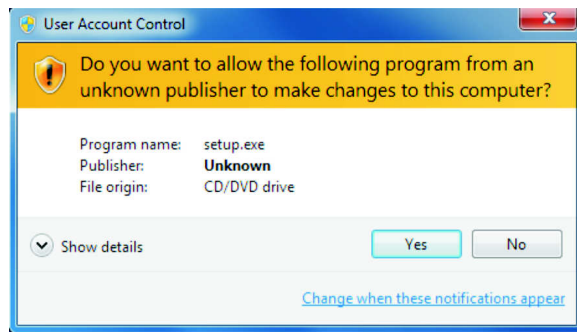 User Account Control
Do you want to allow the following program from an
unknown publisher to make changes to this computer?
Program name: setup.exe
Publisher: Unknown
File origin: CD/DVD drive
Show details
Yes
No
Change when these notifications appear